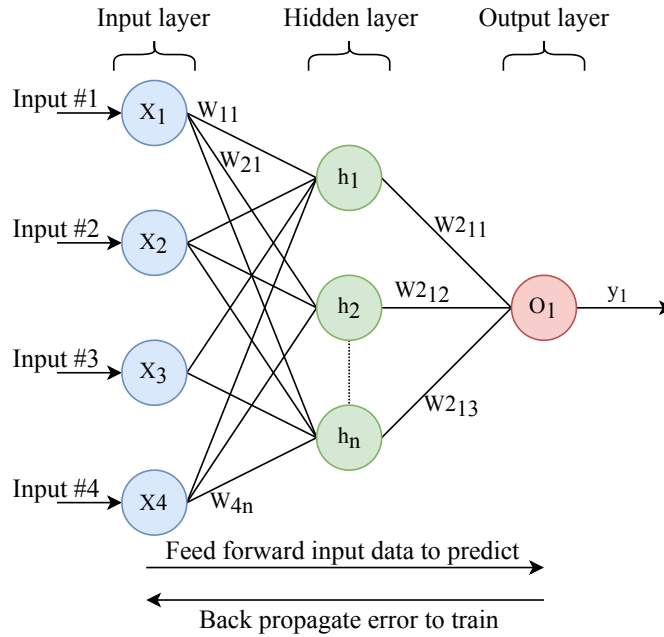 Input layer
Hidden layer
Output layer
Input #1
X1
W11
W21
h1
Input #2
X2
W211
Input #3
X3
h2
W212
O1
y1
Input #4
X4
hn
W213
W4n
Feed forward input data to predict
Back propagate error to train